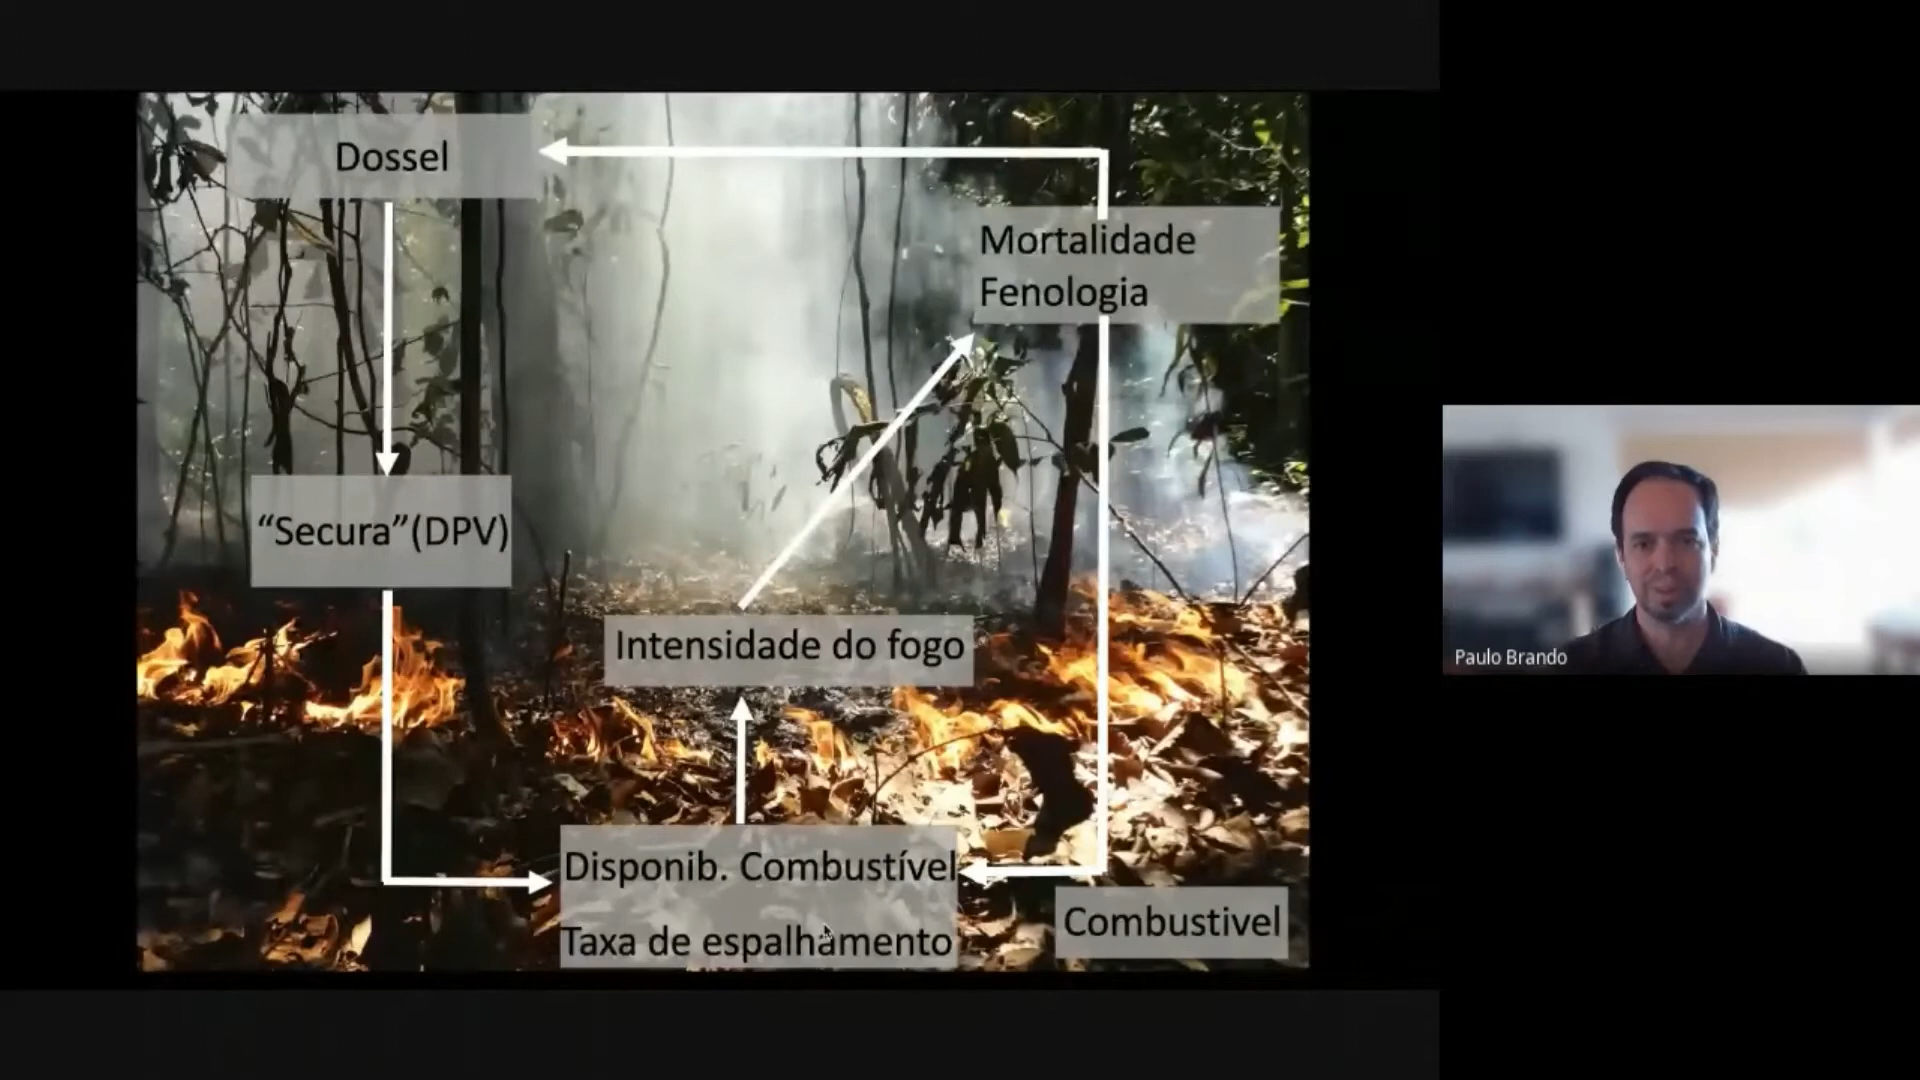 Dossel
Mortalidade
Fenologia
“Secura”(DPV)
Intensidade do fogo
Disponib. Combustível
Taxa de espalhamento
Combustivel
Paulo Brando